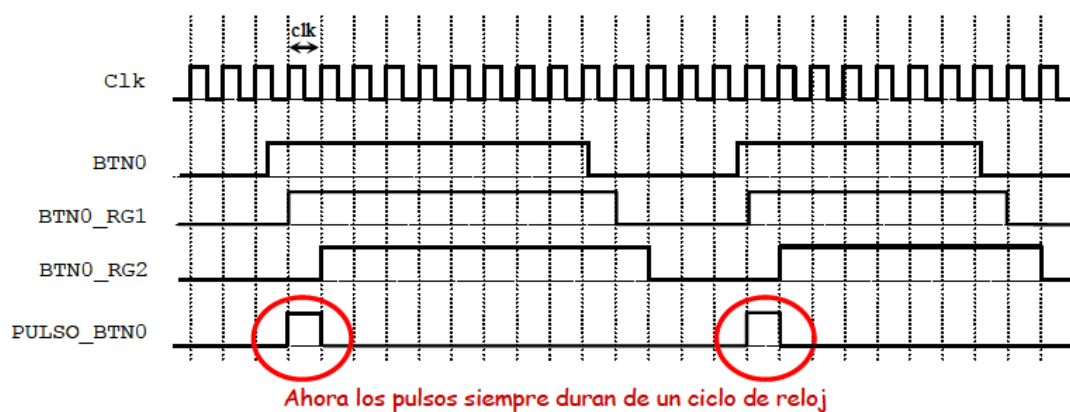 clk
Clk
BTN0
BTN0_RG1
BTN0_RG2
PULSO_BTN0
Ahora los pulsos siempre duran de un ciclo de reloj